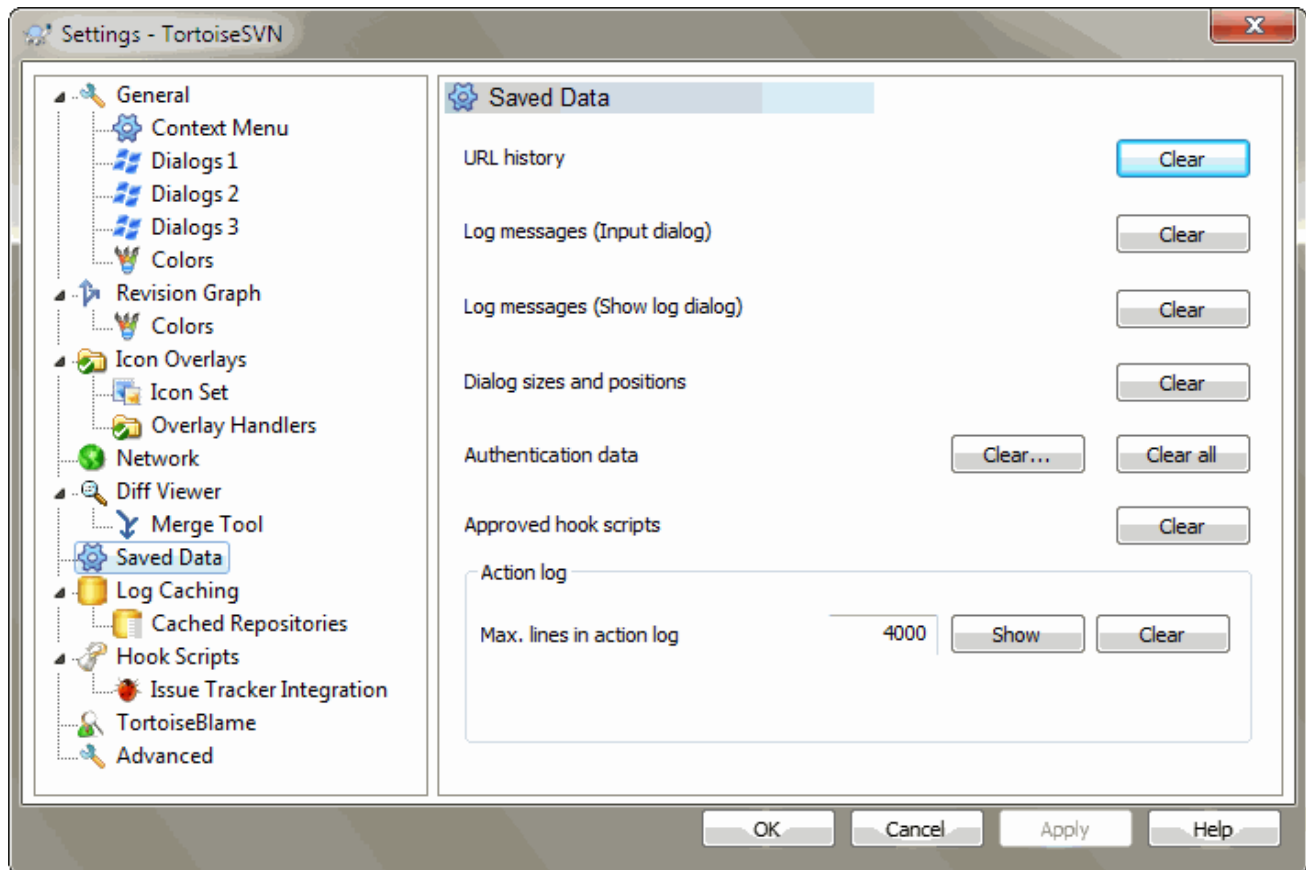 Settings - TortoiseSVN
General
Context Menu
Dialogs 1
Dialogs 2
Dialogs 3
Colors
Revision Graph
Colors
Icon Overlays
Icon Set
Overlay Handlers
Network
Diff Viewer
Merge Tool
Saved Data
Log Caching
Cached Repositories
Hook Scripts
Issue Tracker Integration
TortoiseBlame
Advanced
Saved Data
URL history Clear
Log messages (Input dialog) Clear
Log messages (Show log dialog) Clear
Dialog sizes and positions Clear
Authentication data Clear... Clear all
Approved hook scripts Clear
Action log
Max. lines in action log 4000 Show Clear
OK Cancel Apply Help